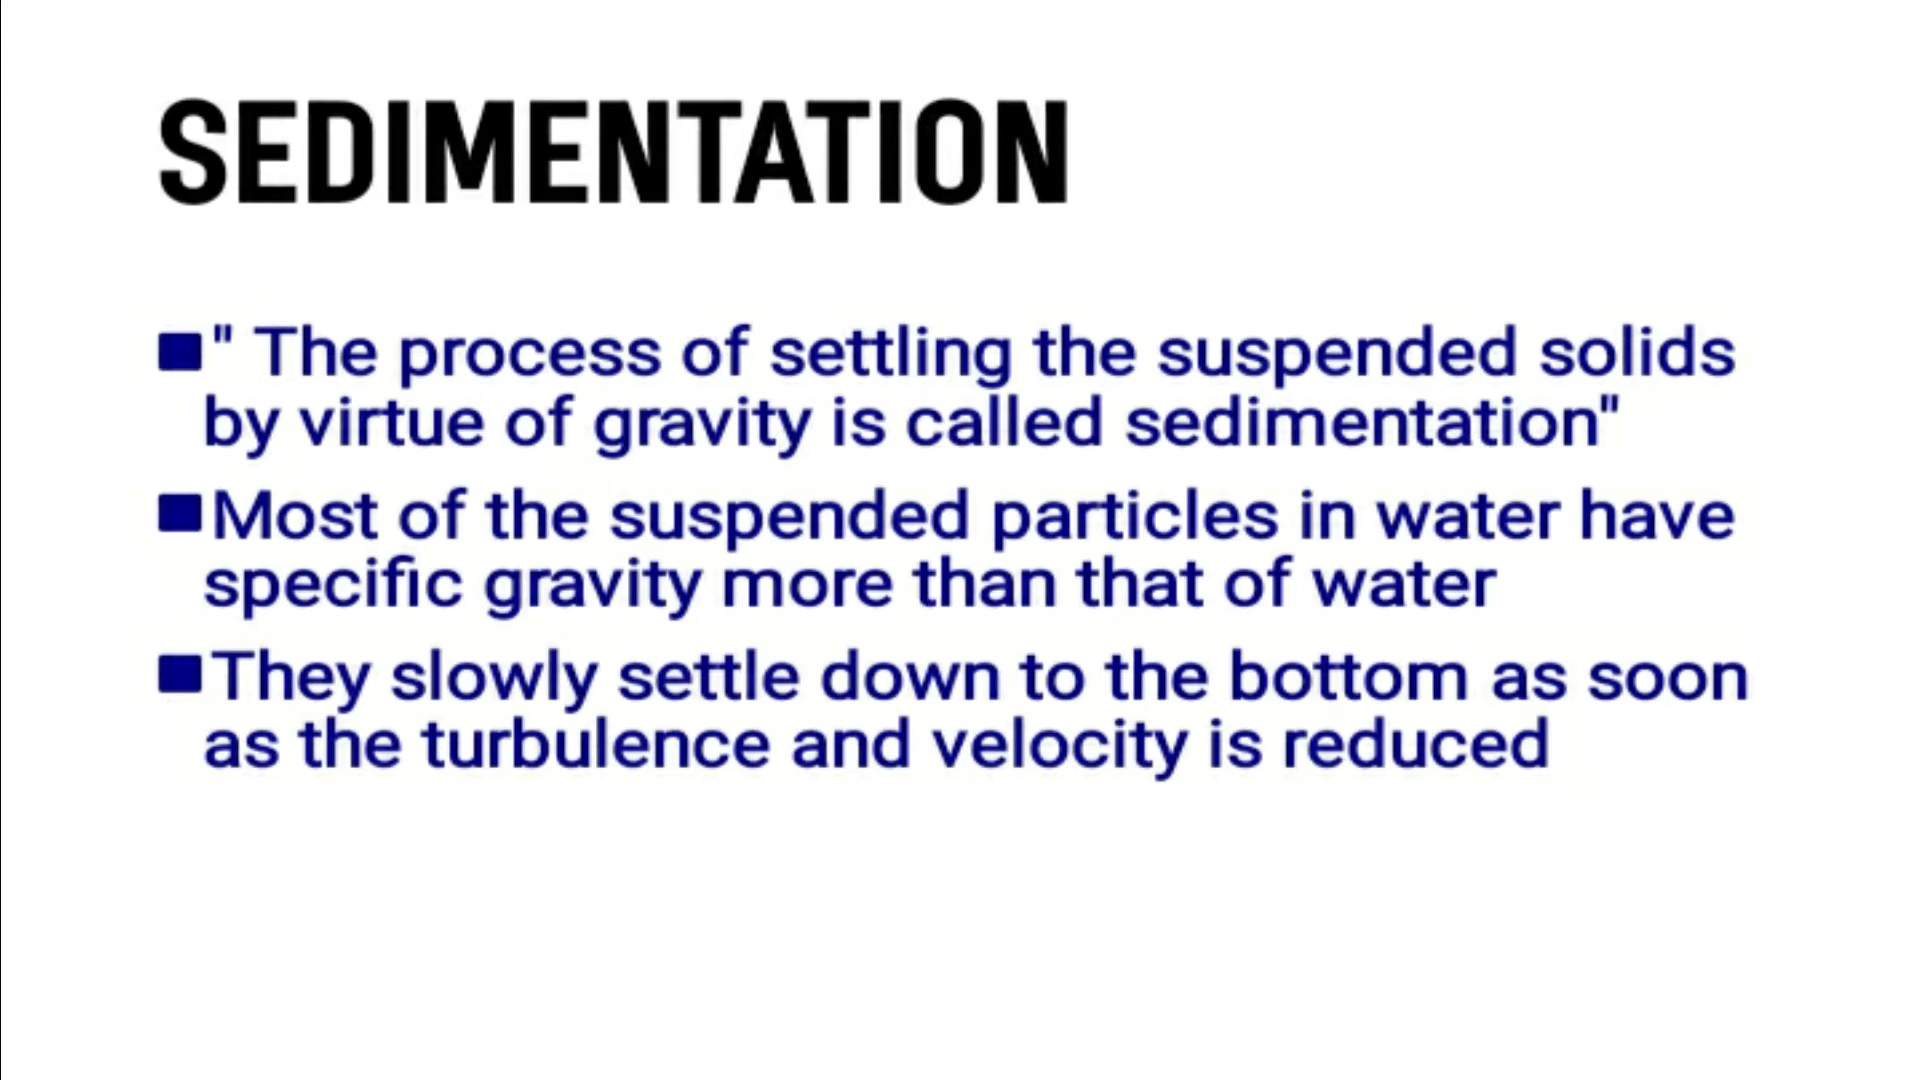 SEDIMENTATION
■" The process of settling the suspended solids
by virtue of gravity is called sedimentation"
■Most of the suspended particles in water have
specific gravity more than that of water
■They slowly settle down to the bottom as soon
as the turbulence and velocity is reduced